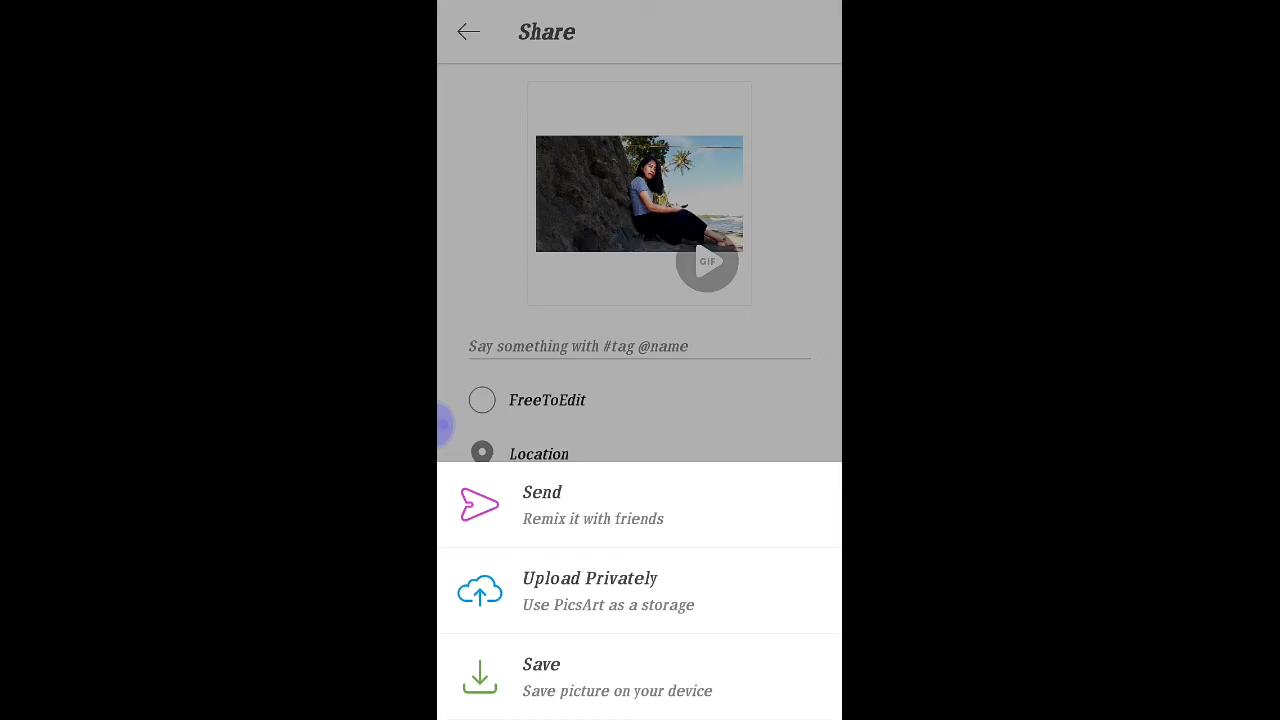 Share
GIF
Say something with #tag @name
FreeToEdit
Location
Send
Remix it with friends
Upload Privately
Use PicsArt as a storage
Save
Save picture on your device